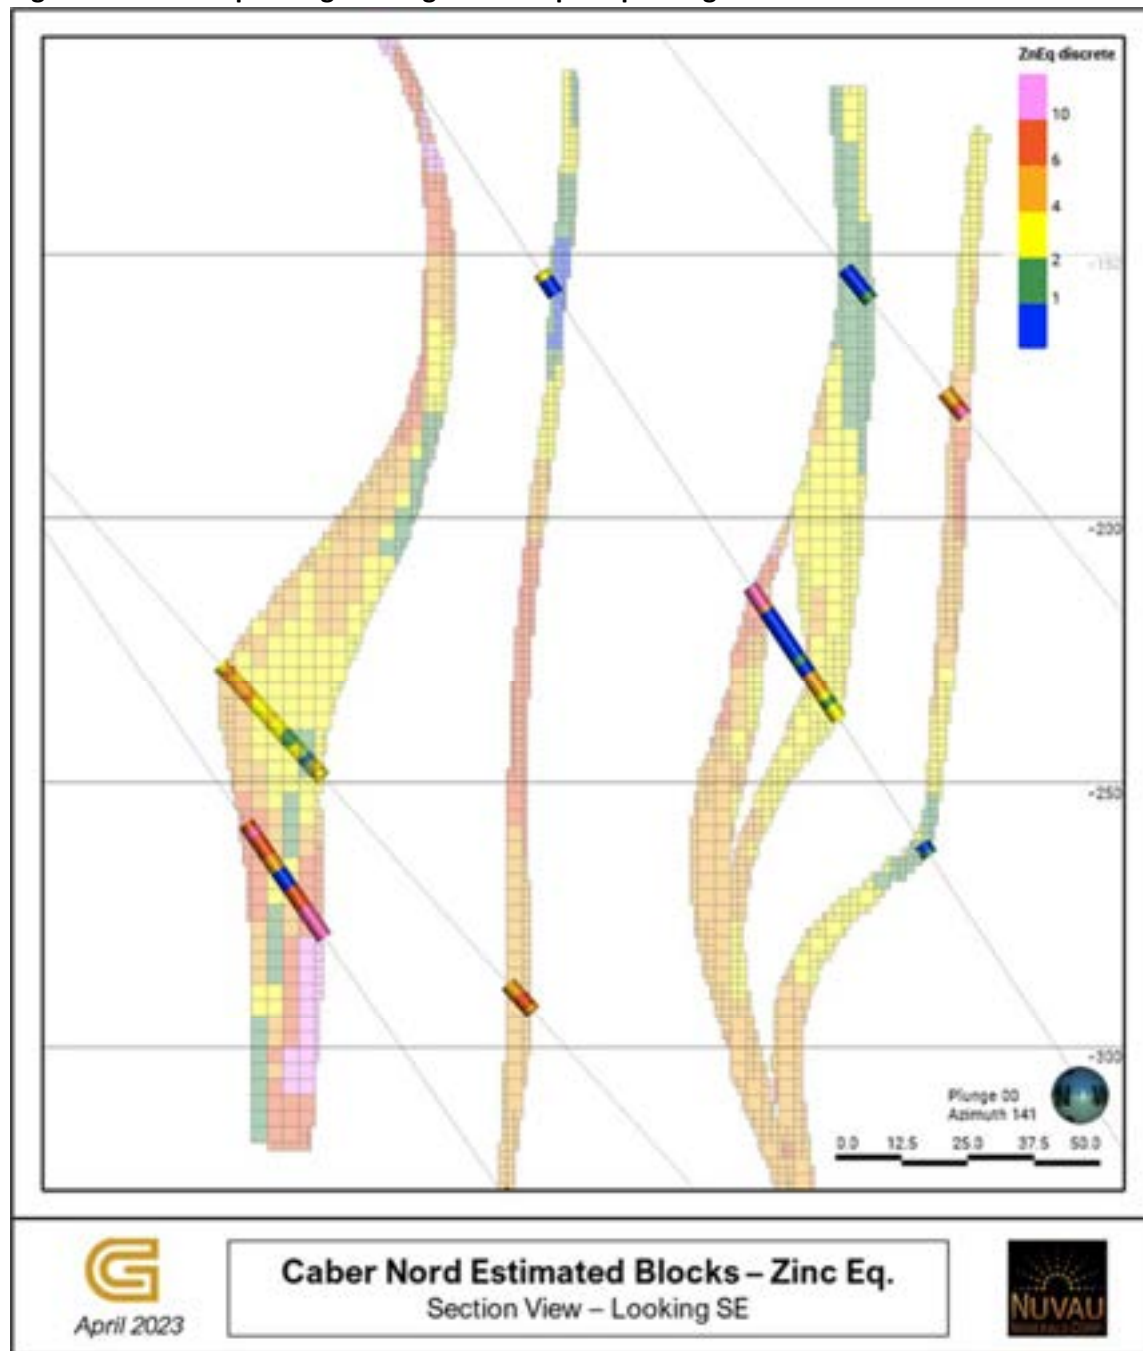 ZnEq discrete
10
6
4
2
1
-150
-200
-250
-300
Plunge 00
Azimuth 141
0.0 12.5 25.0 37.5 50.0
Caber Nord Estimated Blocks – Zinc Eq.
Section View – Looking SE
April 2023
NUVAU